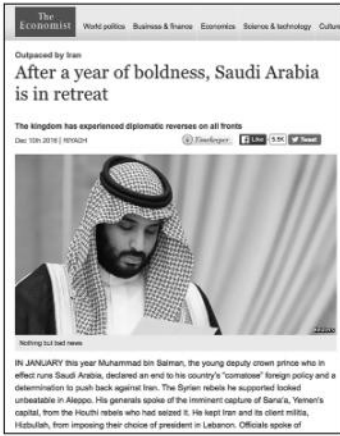 The
Economist
World politics Business & finance Economics Science & technology Culture
Outpaced by Iran
After a year of boldness, Saudi Arabia
is in retreat
The kingdom has experienced diplomatic reverses on all fronts
Dec 10th 2016 | RIYADH Timekeeper Like 5.5K Tweet
Nothing but bad news
IN JANUARY this year Muhammad bin Salman, the young deputy crown prince who in
effect runs Saudi Arabia, declared an end to his country's "comatose" foreign policy and a
determination to push back against Iran. The Syrian rebels he supported looked
unbeatable in Aleppo. His generals spoke of the imminent capture of Sana'a, Yemen's
capital, from the Houthi rebels who had seized it. He kept Iran and its client militia,
Hizbullah, from imposing their choice of president in Lebanon. Officials spoke of